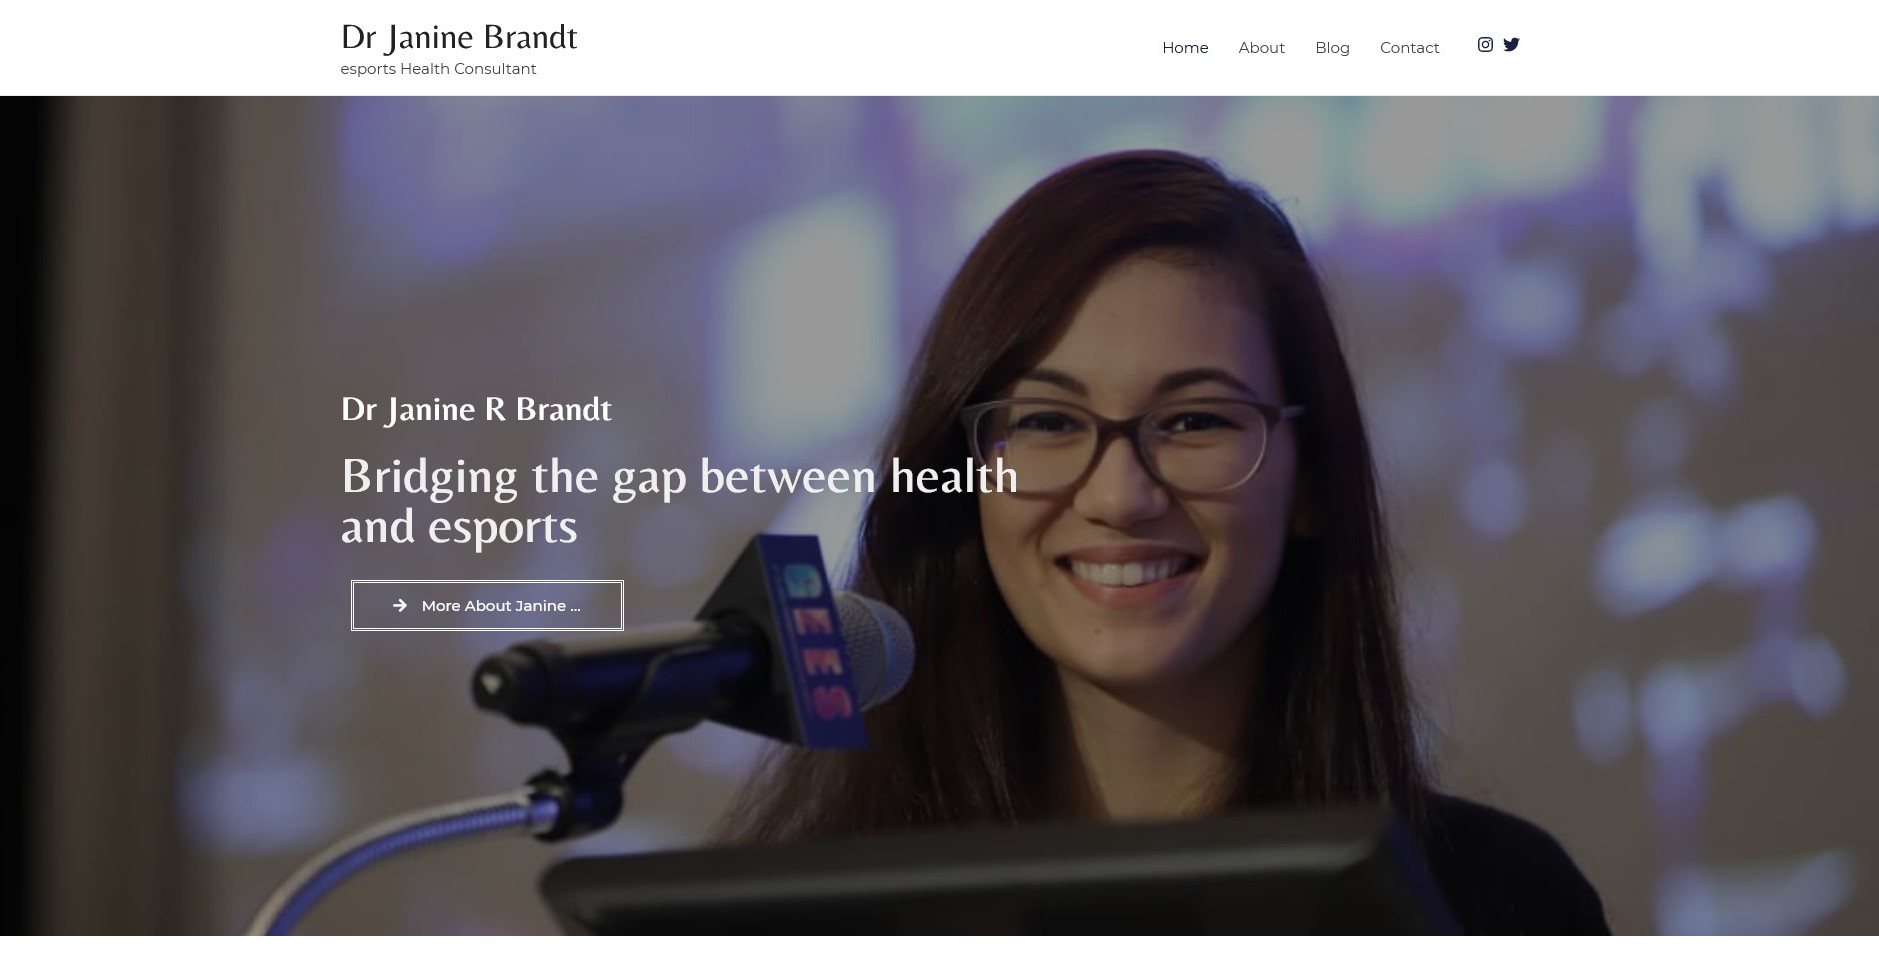 Dr Janine Brandt
esports Health Consultant
Home About Blog Contact
Dr Janine R Brandt
Bridging the gap between health
and esports
More About Janine ...
CEES